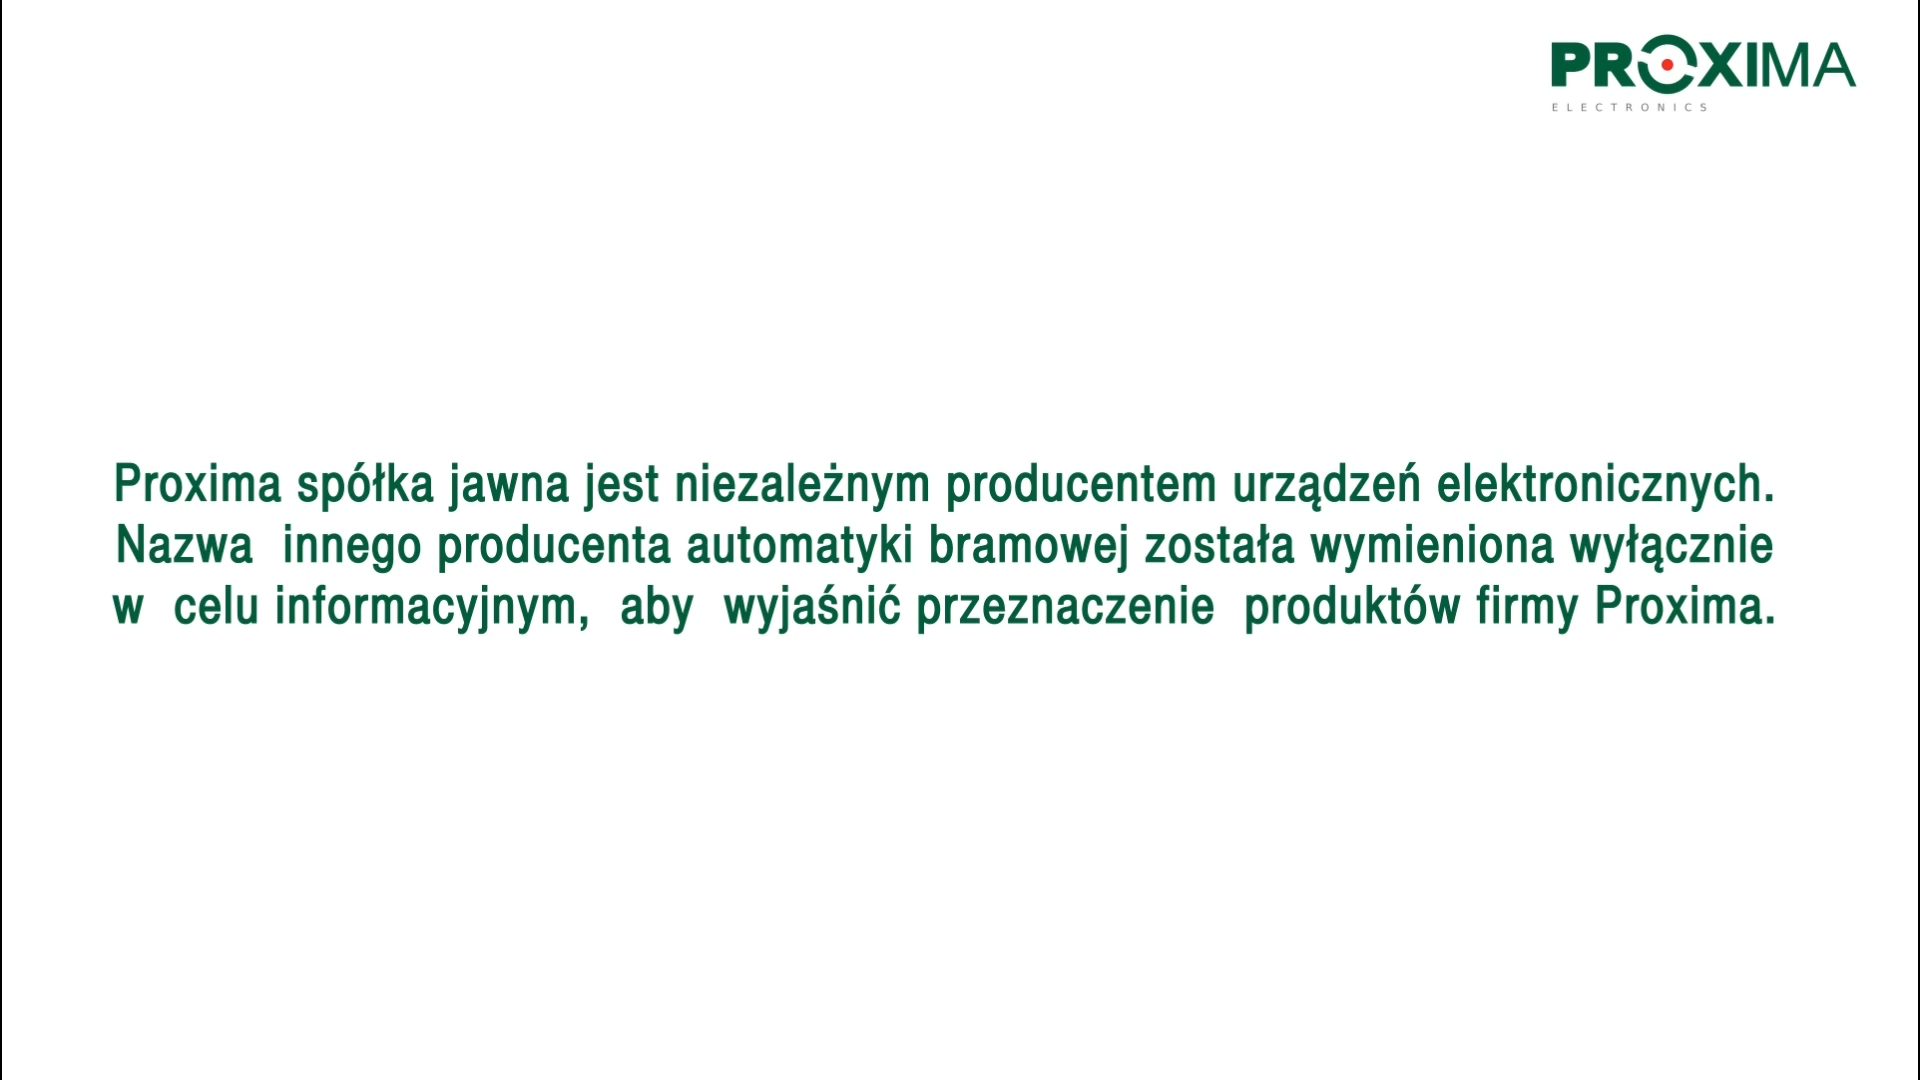 PROXIMA
ELECTRONICS
Proxima spółka jawna jest niezależnym producentem urządzeń elektronicznych.
Nazwa innego producenta automatyki bramowej została wymieniona wyłącznie
w celu informacyjnym, aby wyjaśnić przeznaczenie produktów firmy Proxima.